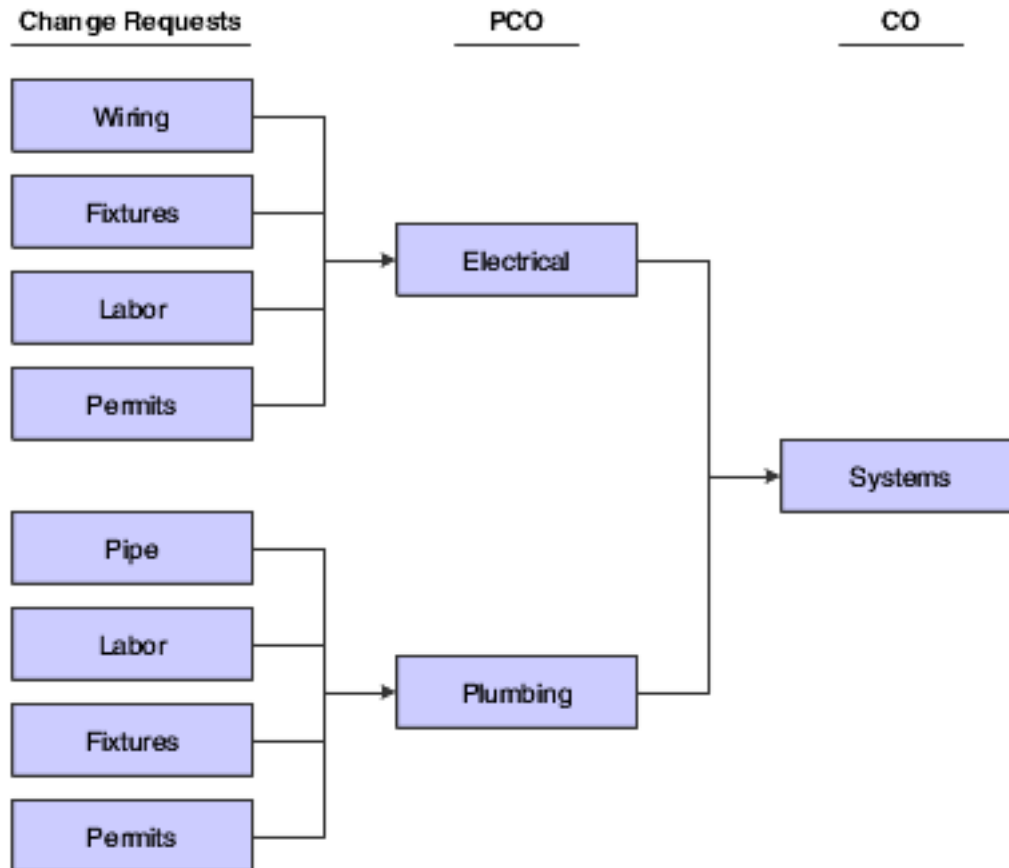 Change Requests
PCO
CO
Wiring
Fixtures
Labor
Permits
Electrical
Systems
Pipe
Labor
Fixtures
Permits
Plumbing